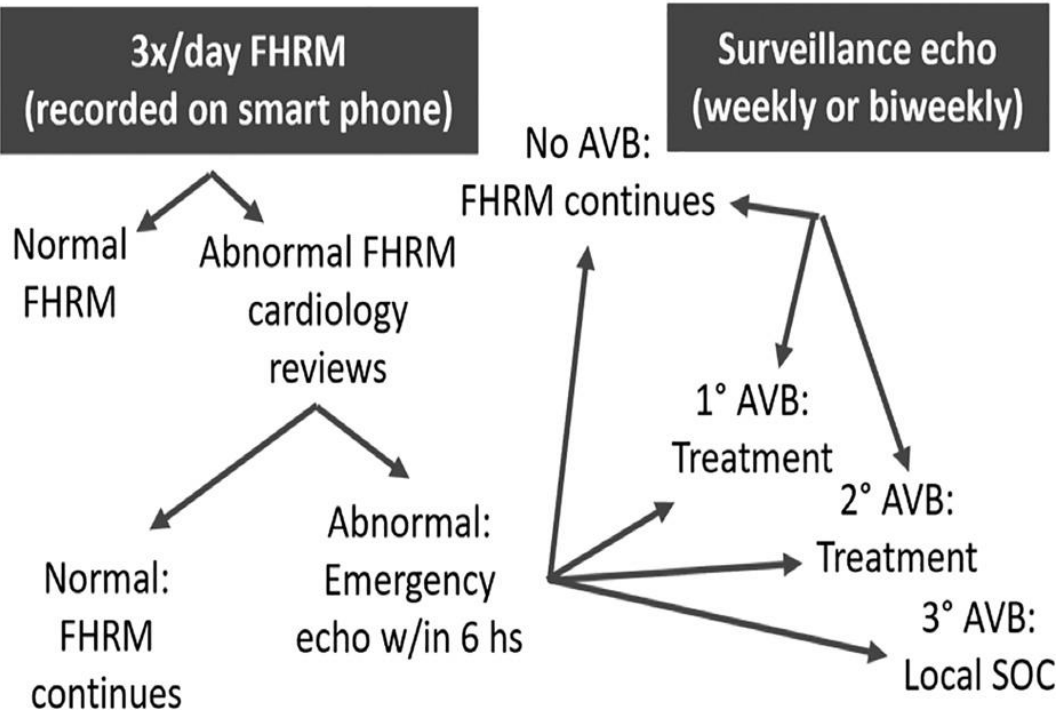 3x/day FHRM
(recorded on smart phone)
Surveillance echo
(weekly or biweekly)
No AVB:
FHRM continues
Normal
FHRM
Abnormal FHRM
cardiology
reviews
1° AVB:
Treatment
2° AVB:
Treatment
3° AVB:
Local SOC
Normal:
FHRM
continues
Abnormal:
Emergency
echo w/in 6 hs